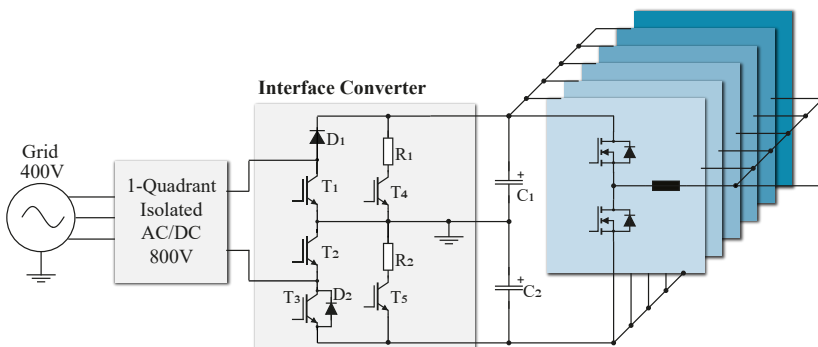 Interface Converter
Grid
400V
1-Quadrant
Isolated
AC/DC
800V
D1
R1
T1
T4
C1
+
T2
R2
T3
D2
T5
C2
+